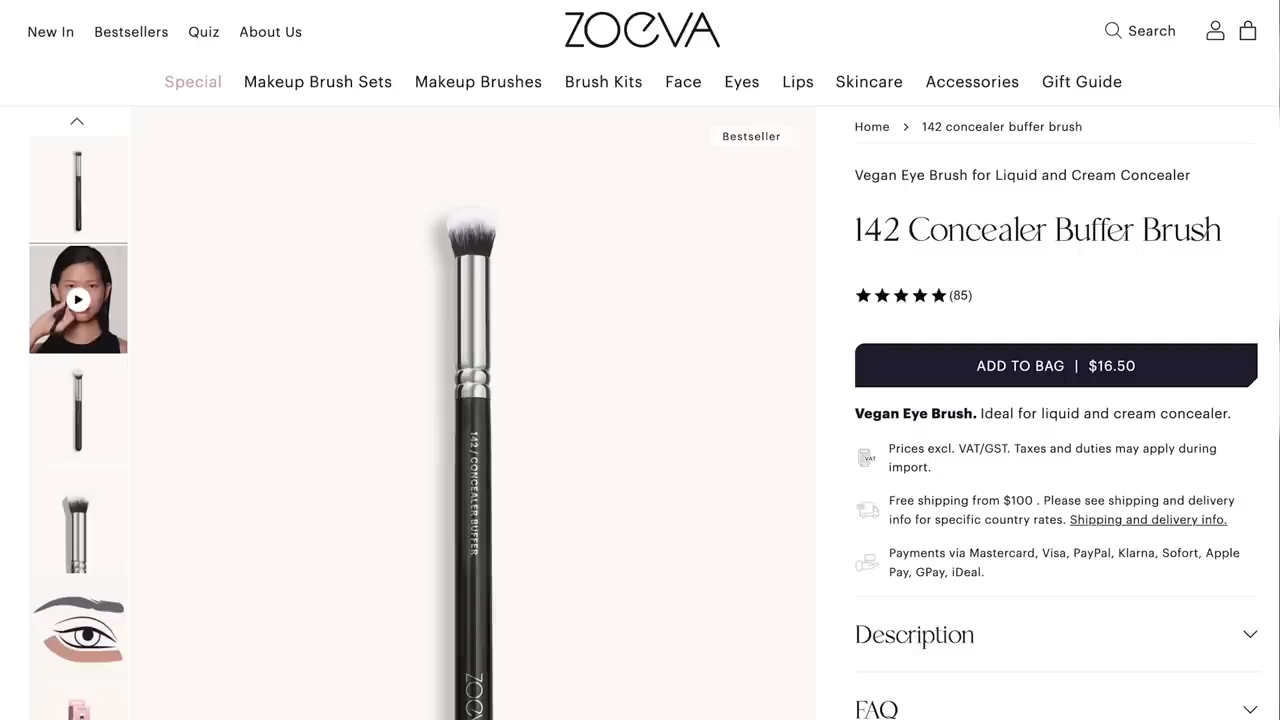 New In Bestsellers Quiz About Us
ZOEVA
Search
Special Makeup Brush Sets Makeup Brushes Brush Kits Face Eyes Lips Skincare Accessories Gift Guide
Bestseller
142 / CONCEALER BUFFER
ZOEV
Home > 142 concealer buffer brush
Vegan Eye Brush for Liquid and Cream Concealer
142 Concealer Buffer Brush
(85)
ADD TO BAG | $16.50
Vegan Eye Brush. Ideal for liquid and cream concealer.
VAT
Prices excl. VAT/GST. Taxes and duties may apply during
import.
Free shipping from $100 . Please see shipping and delivery
info for specific country rates. Shipping and delivery info.
Payments via Mastercard, Visa, PayPal, Klarna, Sofort, Apple
Pay, GPay, iDeal.
Description
FAQ